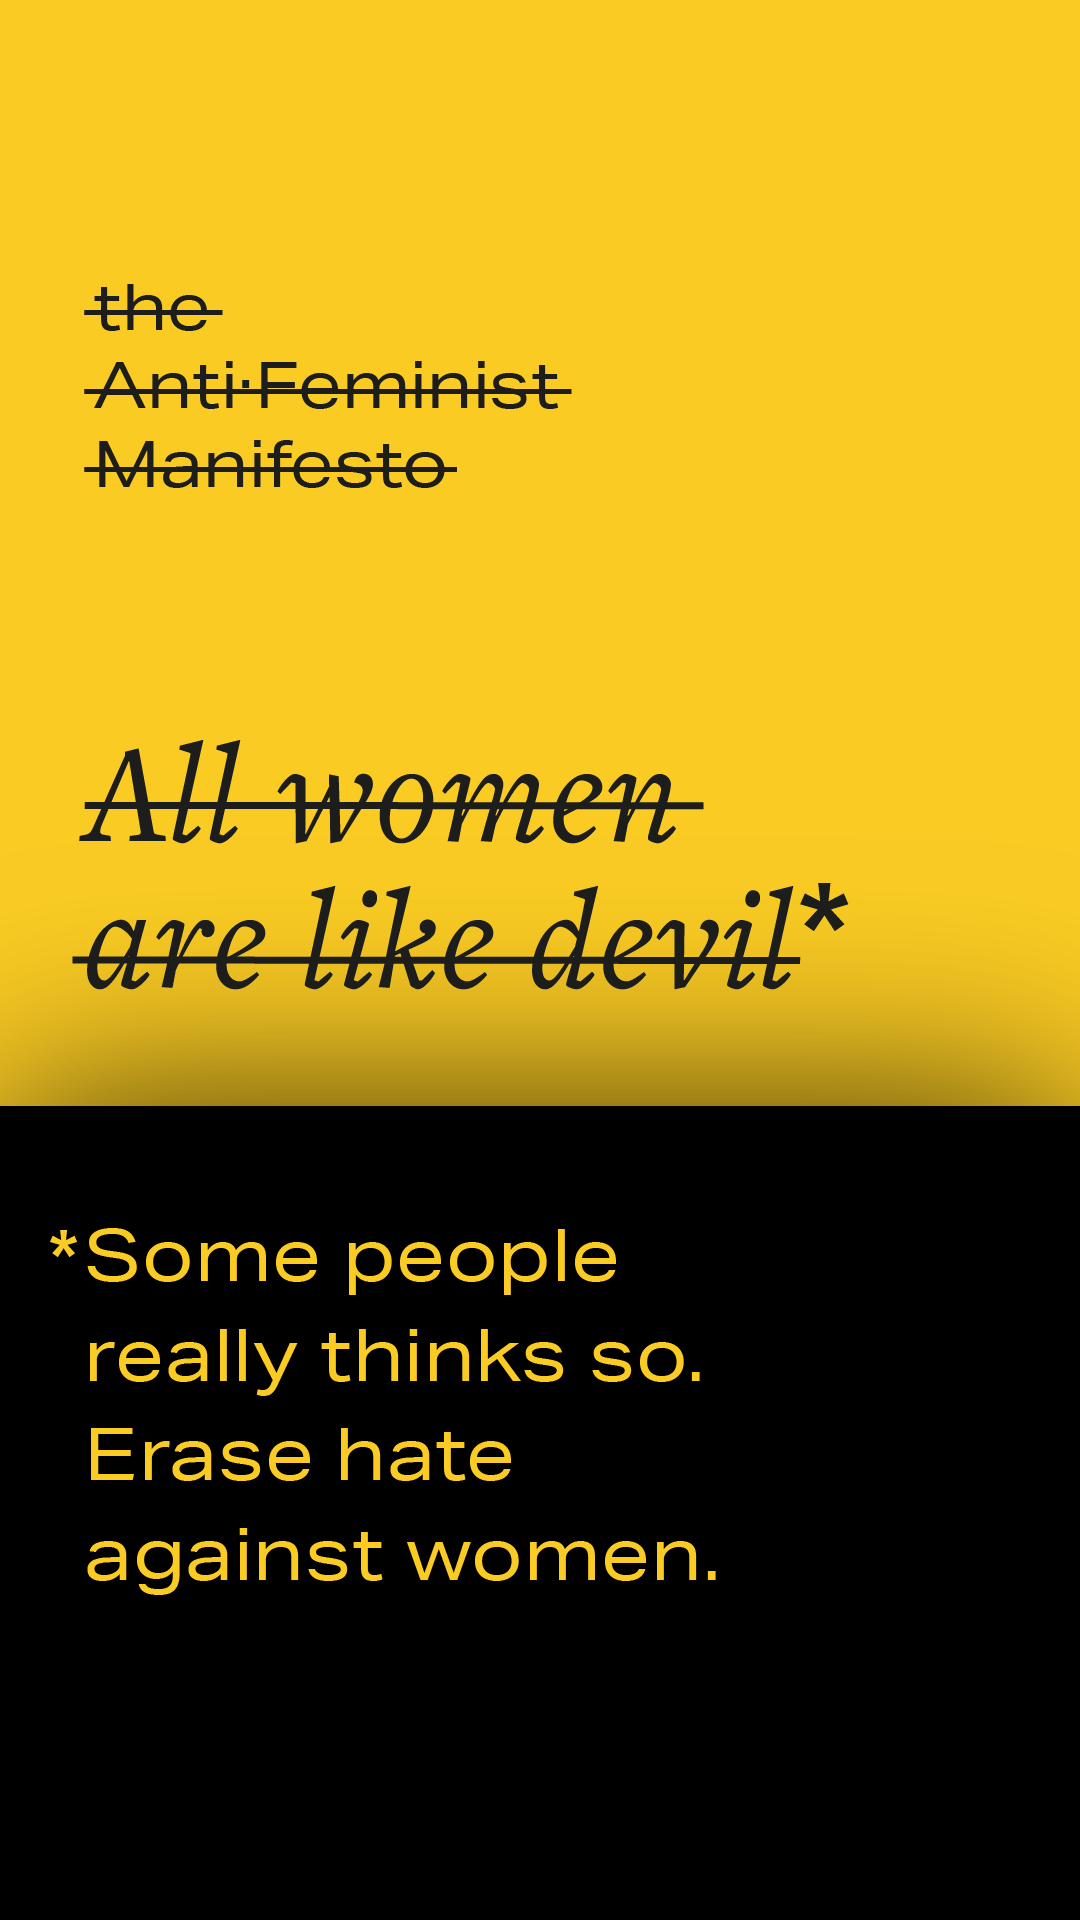 the
Anti·Feminist
Manifesto
All women
are like devil*
*Some people
really thinks so.
Erase hate
against women.